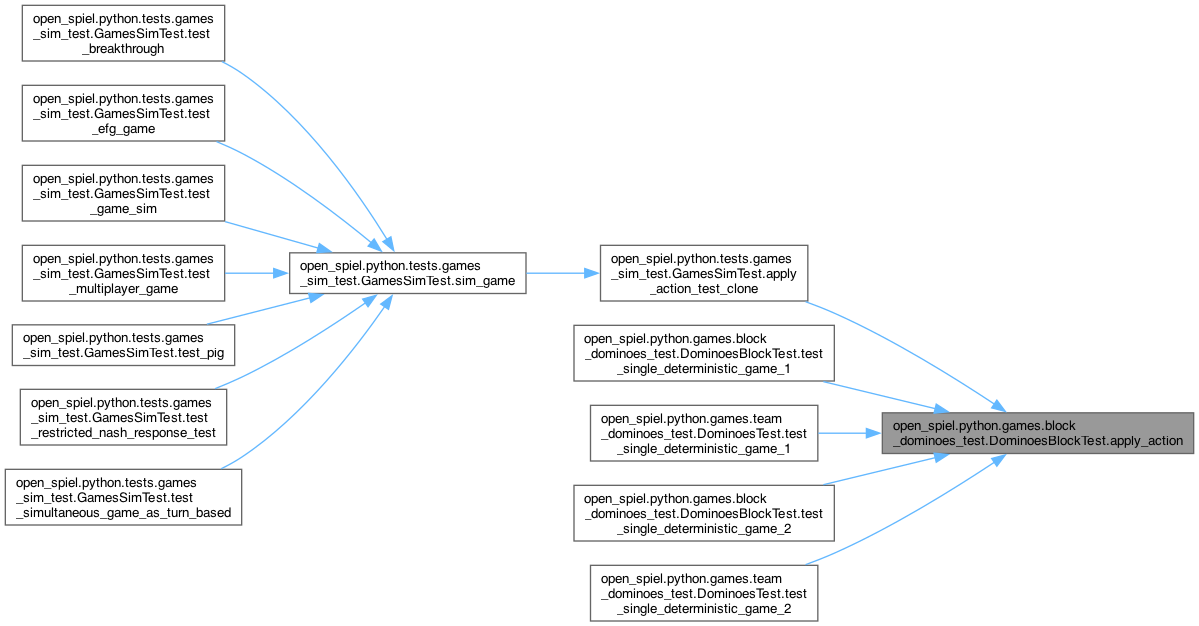 open_spiel.python.tests.games
_sim_test.GamesSimTest.test
_breakthrough
open_spiel.python.tests.games
_sim_test.GamesSimTest.test
_efg_game
open_spiel.python.tests.games
_sim_test.GamesSimTest.test
_game_sim
open_spiel.python.tests.games
_sim_test.GamesSimTest.test
_multiplayer_game
open_spiel.python.tests.games
_sim_test.GamesSimTest.test_pig
open_spiel.python.tests.games
_sim_test.GamesSimTest.test
_restricted_nash_response_test
open_spiel.python.tests.games
_sim_test.GamesSimTest.test
_simultaneous_game_as_turn_based
open_spiel.python.tests.games
_sim_test.GamesSimTest.sim_game
open_spiel.python.tests.games
_sim_test.GamesSimTest.apply
_action_test_clone
open_spiel.python.games.block
_dominoes_test.DominoesBlockTest.test
_single_deterministic_game_1
open_spiel.python.games.team
_dominoes_test.DominoesTest.test
_single_deterministic_game_1
open_spiel.python.games.block
_dominoes_test.DominoesBlockTest.test
_single_deterministic_game_2
open_spiel.python.games.team
_dominoes_test.DominoesTest.test
_single_deterministic_game_2
open_spiel.python.games.block
_dominoes_test.DominoesBlockTest.apply_action